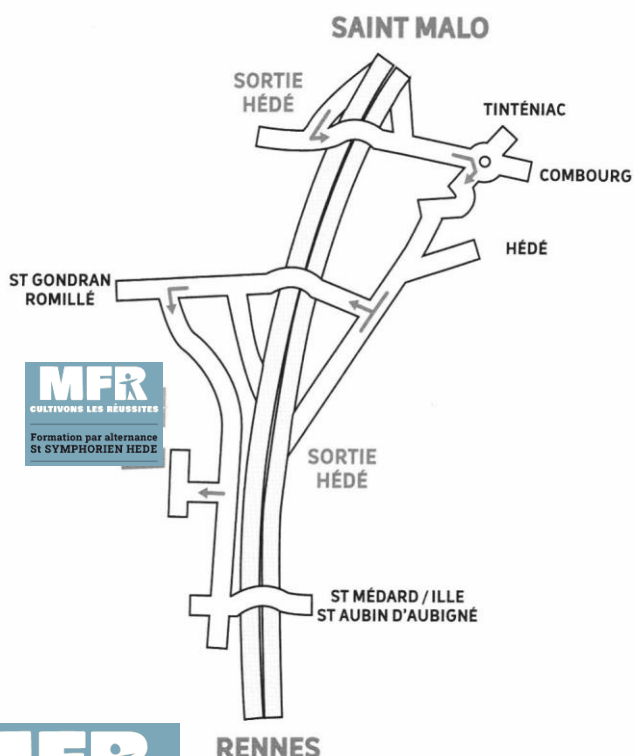 SAINT MALO
SORTIE
HÉDÉ
TINTÉNIAC
COMBOURG
HÉDÉ
ST GONDRAN
ROMILLÉ
MFR
CULTIVONS LES RÉUSSITES
Formation par alternance
St SYMPHORIEN HEDE
SORTIE
HÉDÉ
ST MÉDARD / ILLE
ST AUBIN D'AUBIGNÉ
MFR
RENNES